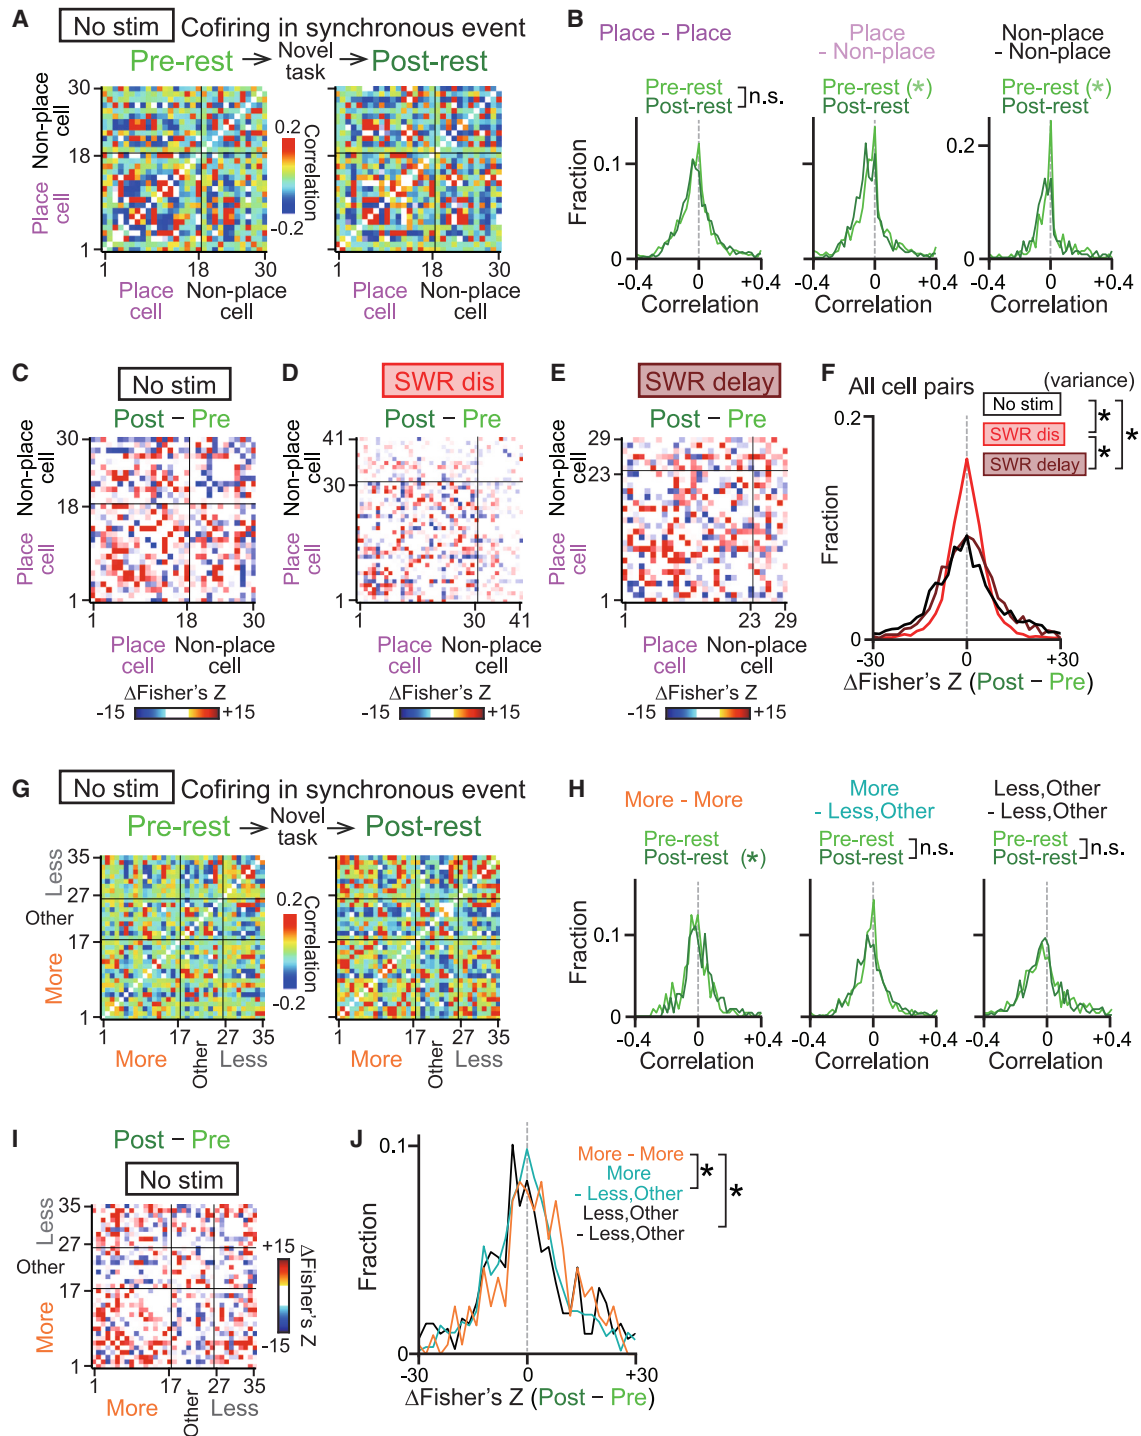 A
No stim Cofiring in synchronous event
Pre-rest → Novel task → Post-rest
Non-place cell
Place cell
30
18
1
1 18 30
Place cell
Non-place cell
0.2
Correlation
-0.2
1 18 30
Place cell
Non-place cell
B
Place - Place
Pre-rest
Post-rest
n.s.
Fraction
0.1
0
-0.4 0 +0.4
Correlation
Place
- Non-place
Pre-rest (*)
Post-rest
-0.4 0 +0.4
Correlation
Non-place
- Non-place
Pre-rest (*)
Post-rest
0.2
0
-0.4 0 +0.4
Correlation
C
No stim
Post - Pre
Non-place cell
Place cell
30
18
1
1 18 30
Place cell
Non-place cell
ΔFisher's Z
-15 +15
D
SWR dis
Post - Pre
Non-place cell
Place cell
41
30
1
1 30 41
Place cell
Non-place cell
ΔFisher's Z
-15 +15
E
SWR delay
Post - Pre
Non-place cell
Place cell
29
23
1
1 23 29
Place cell
Non-place cell
ΔFisher's Z
-15 +15
F
All cell pairs
(variance)
No stim
SWR dis
SWR delay
*
*
*
Fraction
0.2
0
-30 0 +30
ΔFisher's Z (Post - Pre)
G
No stim Cofiring in synchronous event
Pre-rest → Novel task → Post-rest
Less
Other
More
35
27
17
1
1 17 27 35
More Other Less
0.2
Correlation
-0.2
1 17 27 35
More Other Less
H
More - More
Pre-rest
Post-rest (*)
Fraction
0.1
0
-0.4 0 +0.4
Correlation
More
- Less,Other
Pre-rest
Post-rest
n.s.
-0.4 0 +0.4
Correlation
Less,Other
- Less,Other
Pre-rest
Post-rest
n.s.
-0.4 0 +0.4
Correlation
I
Post - Pre
No stim
Less
Other
More
35
27
17
1
1 17 27 35
More Other Less
+15
ΔFisher's Z
-15
J
More - More
More
- Less,Other
Less,Other
- Less,Other
*
*
Fraction
0.1
0
-30 0 +30
ΔFisher's Z (Post - Pre)